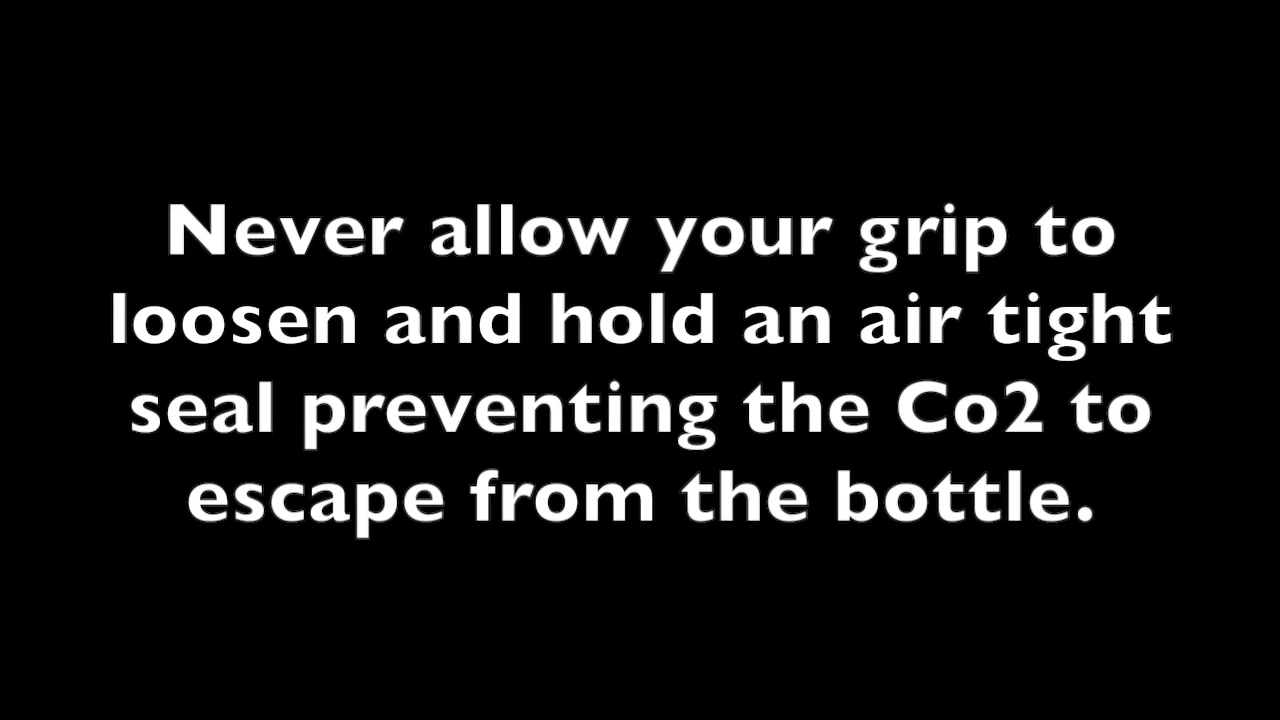 Never allow your grip to
loosen and hold an air tight
seal preventing the Co2 to
escape from the bottle.